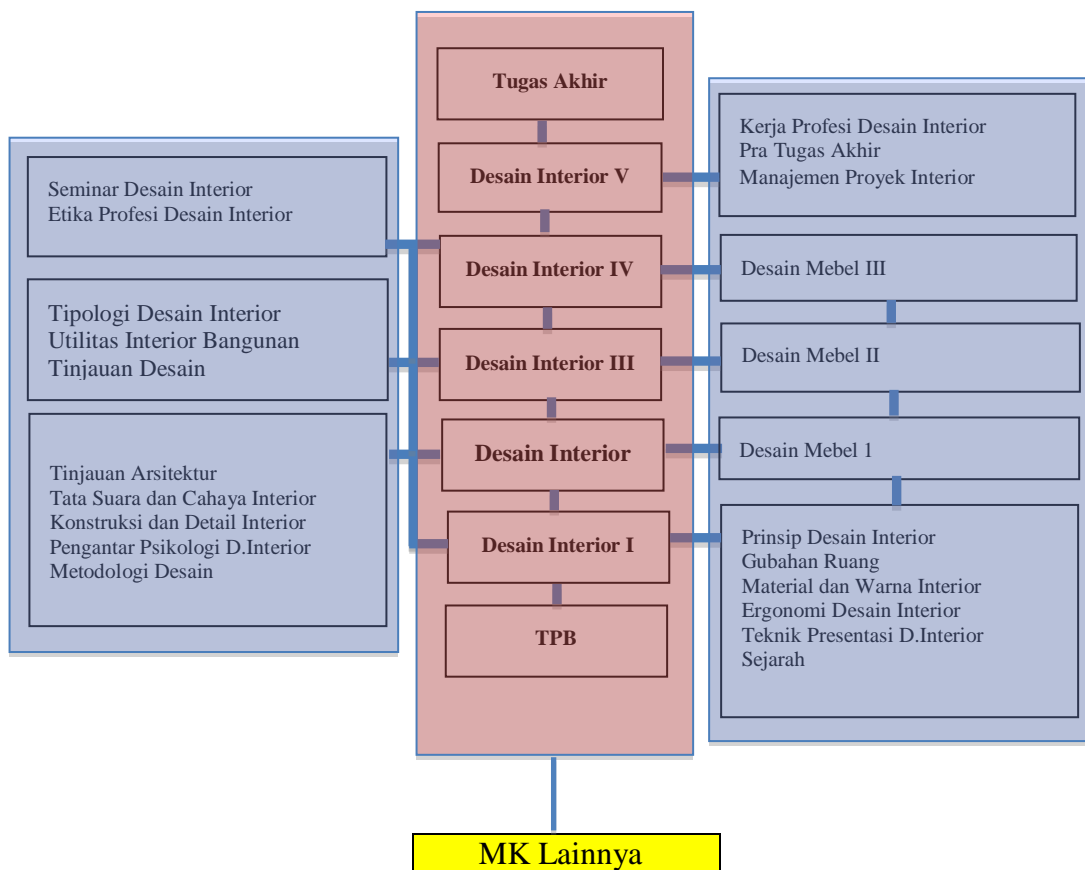 Tugas Akhir
Desain Interior V
Desain Interior IV
Desain Interior III
Desain Interior
Desain Interior I
TPB
Seminar Desain Interior
Etika Profesi Desain Interior
Tipologi Desain Interior
Utilitas Interior Bangunan
Tinjauan Desain
Tinjauan Arsitektur
Tata Suara dan Cahaya Interior
Konstruksi dan Detail Interior
Pengantar Psikologi D.Interior
Metodologi Desain
Kerja Profesi Desain Interior
Pra Tugas Akhir
Manajemen Proyek Interior
Desain Mebel III
Desain Mebel II
Desain Mebel 1
Prinsip Desain Interior
Gubahan Ruang
Material dan Warna Interior
Ergonomi Desain Interior
Teknik Presentasi D.Interior
Sejarah
MK Lainnya